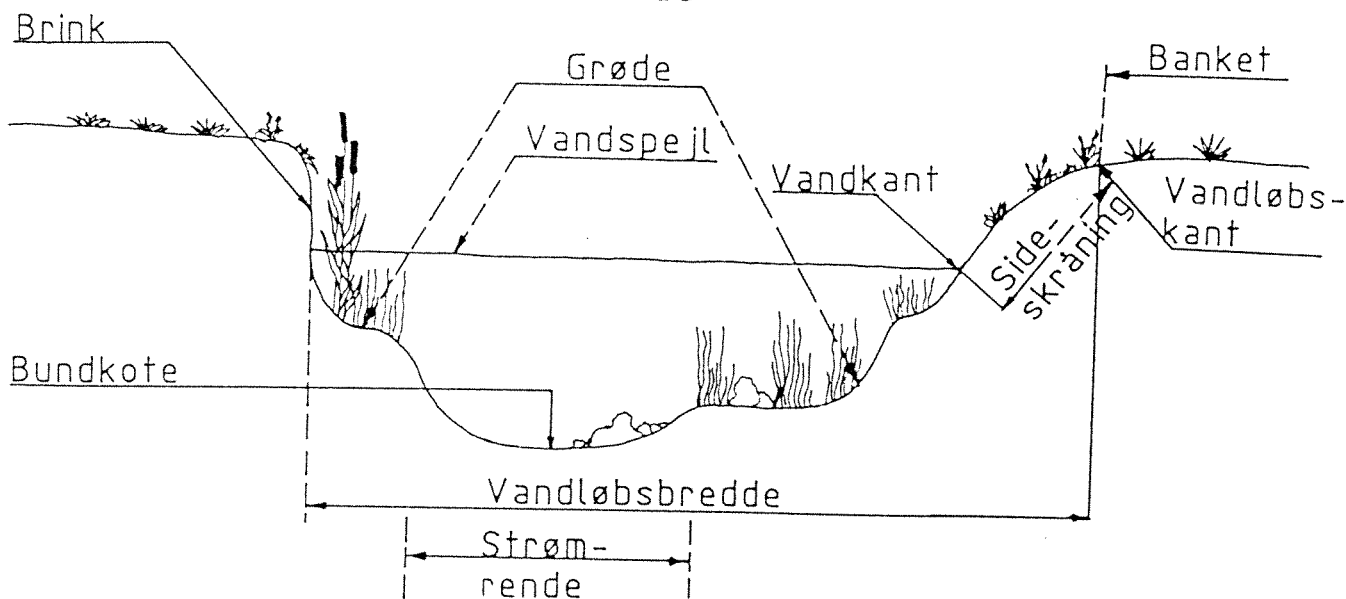 Brink
Grøde
Banket
Vandspejl
Vandkant
Vandløbs-
kant
Side-
skråning
Bundkote
Vandløbsbredde
Strøm-
rende